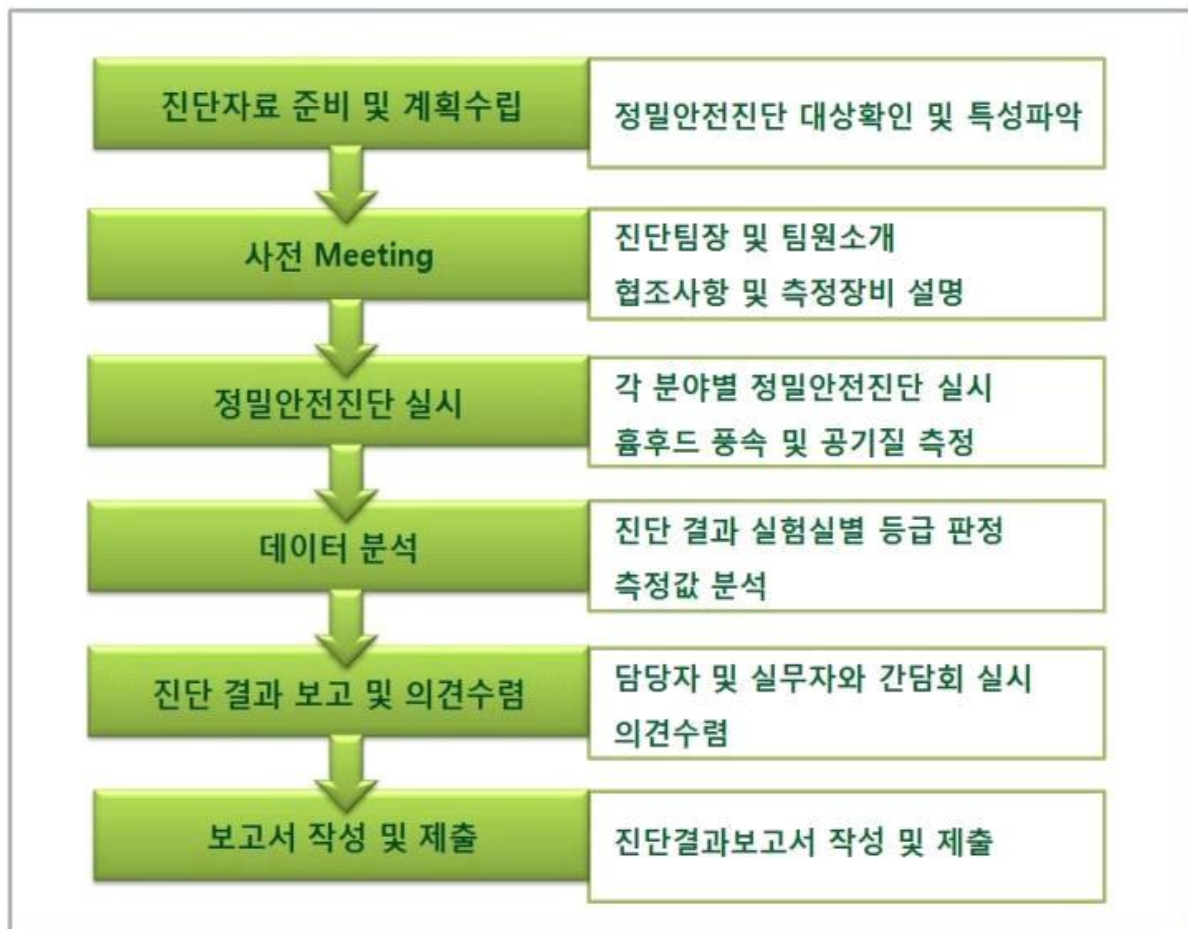 진단자료 준비 및 계획수립
정밀안전진단 대상확인 및 특성파악
사전 Meeting
진단팀장 및 팀원소개
협조사항 및 측정장비 설명
정밀안전진단 실시
각 분야별 정밀안전진단 실시
흄후드 풍속 및 공기질 측정
데이터 분석
진단 결과 실험실별 등급 판정
측정값 분석
진단 결과 보고 및 의견수렴
담당자 및 실무자와 간담회 실시
의견수렴
보고서 작성 및 제출
진단결과보고서 작성 및 제출